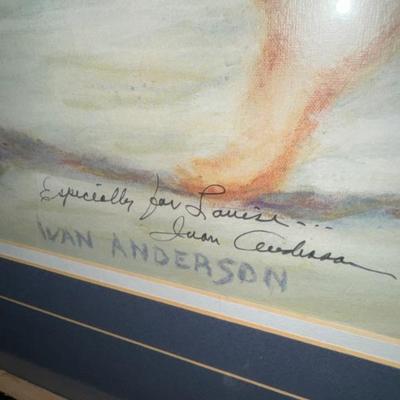 Especially for Louise....
Ivan Anderson
IVAN ANDERSON